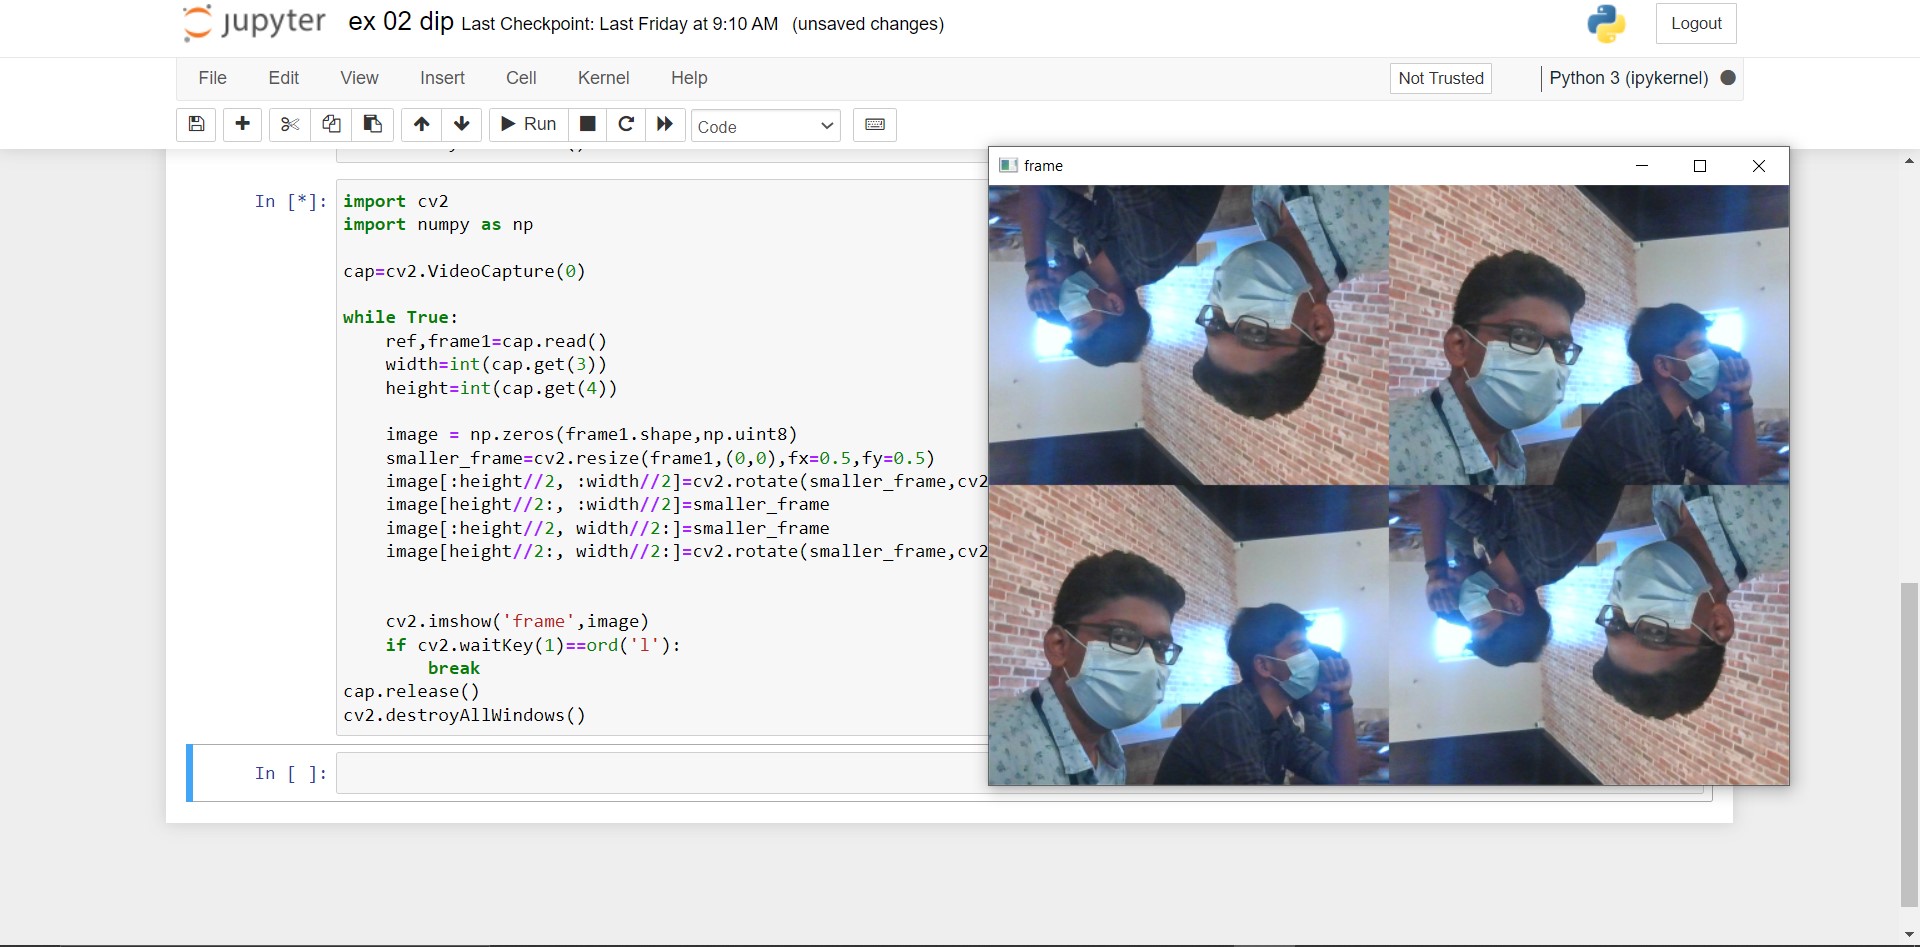 jupyter ex 02 dip Last Checkpoint: Last Friday at 9:10 AM (unsaved changes) Logout
File Edit View Insert Cell Kernel Help Not Trusted Python 3 (ipykernel)
Run Code
frame
In [*]: import cv2
import numpy as np
cap=cv2.VideoCapture(0)
while True:
    ref,frame1=cap.read()
    width=int(cap.get(3))
    height=int(cap.get(4))
    image = np.zeros(frame1.shape,np.uint8)
    smaller_frame=cv2.resize(frame1,(0,0),fx=0.5,fy=0.5)
    image[:height//2, :width//2]=cv2.rotate(smaller_frame,cv2
    image[height//2:, :width//2]=smaller_frame
    image[:height//2, width//2:]=smaller_frame
    image[height//2:, width//2:]=cv2.rotate(smaller_frame,cv2
    cv2.imshow('frame',image)
    if cv2.waitKey(1)==ord('l'):
        break
cap.release()
cv2.destroyAllWindows()
In [ ]: